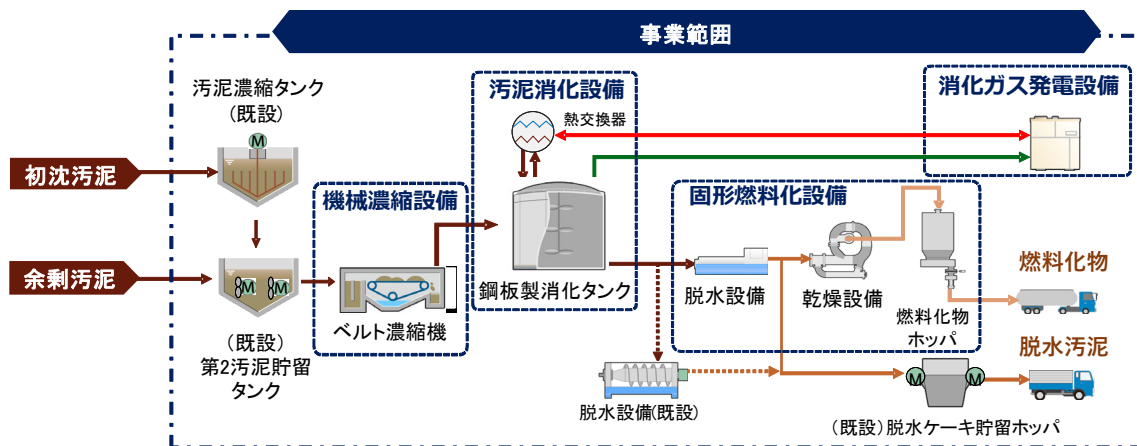 事業範囲
汚泥濃縮タンク
(既設)
M
初沈汚泥
余剰汚泥
M
M
(既設)
第2汚泥貯留
タンク
機械濃縮設備
ベルト濃縮機
汚泥消化設備
熱交換器
鋼板製消化タンク
消化ガス発電設備
固形燃料化設備
脱水設備
乾燥設備
燃料化物
ホッパ
燃料化物
脱水汚泥
脱水設備(既設)
M
M
(既設)脱水ケーキ貯留ホッパ